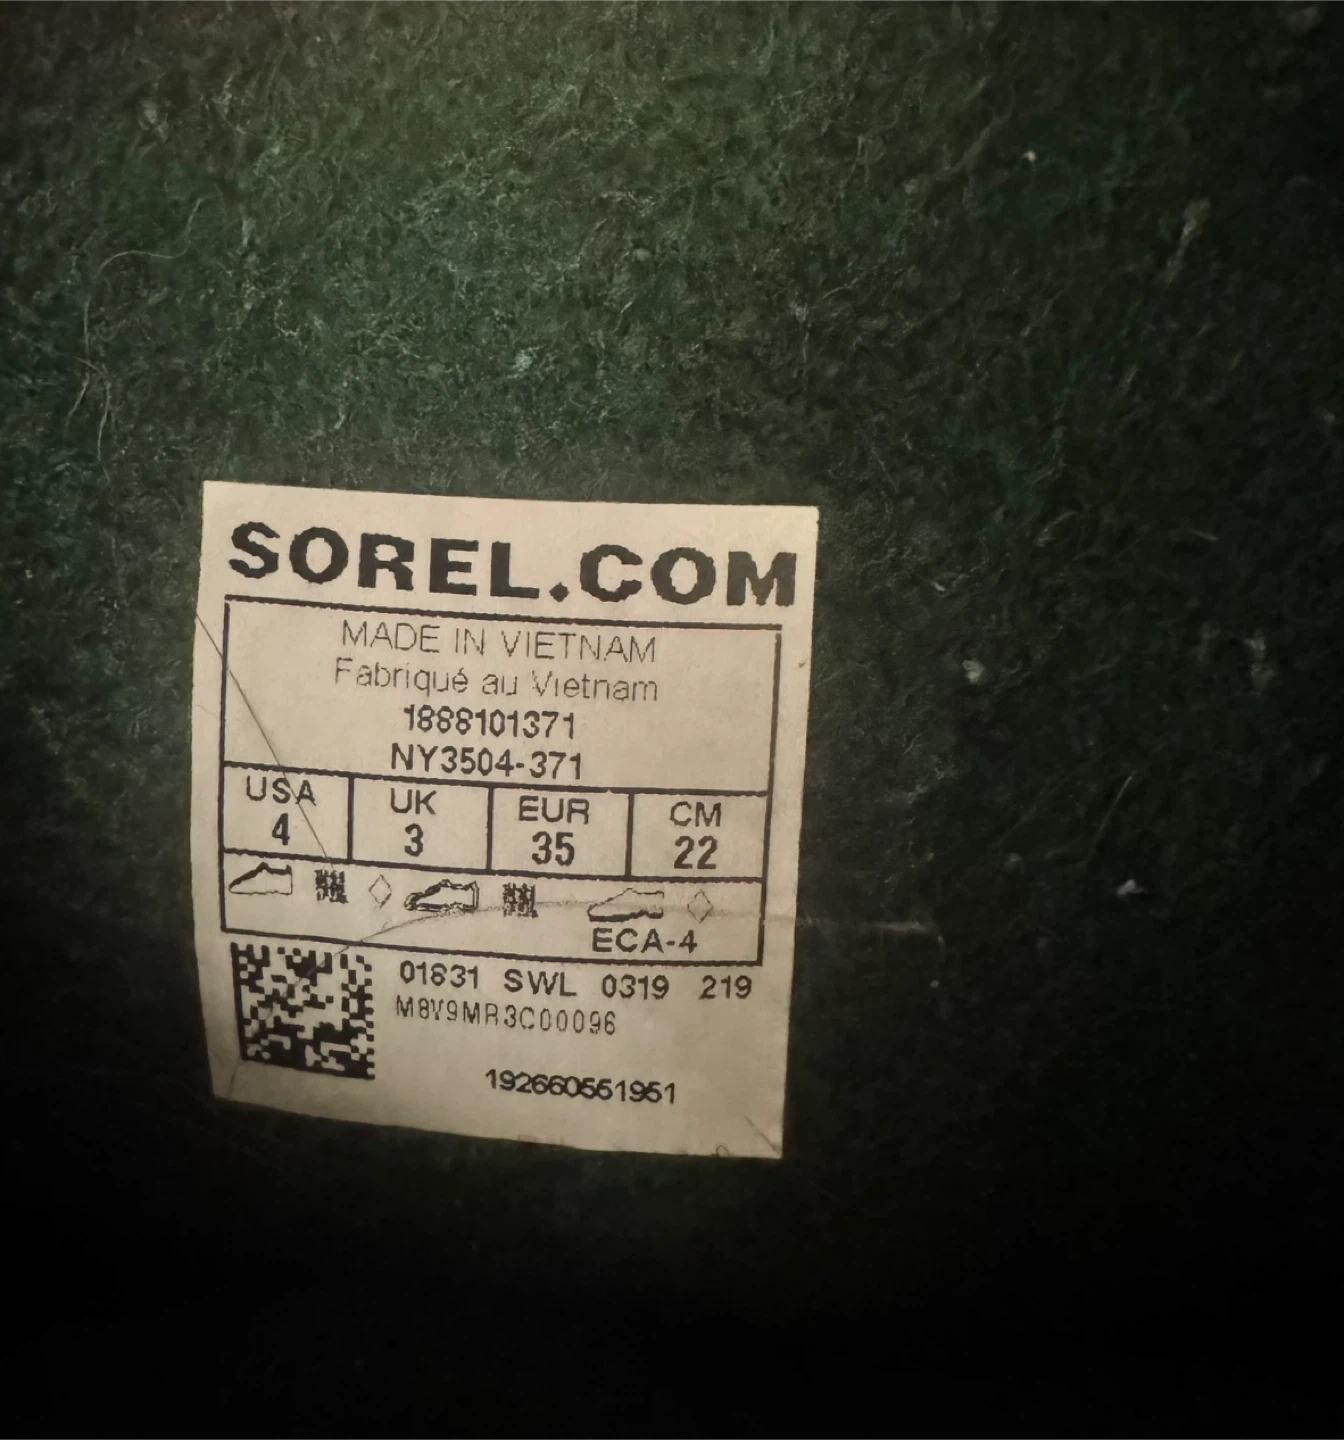 SOREL.COM
MADE IN VIETNAM
Fabriqué au Vietnam
1888101371
NY3504-371
USA UK EUR CM
4 3 35 22
ECA-4
01831 SWL 0319 219
M8V9MR3C00096
192660551951